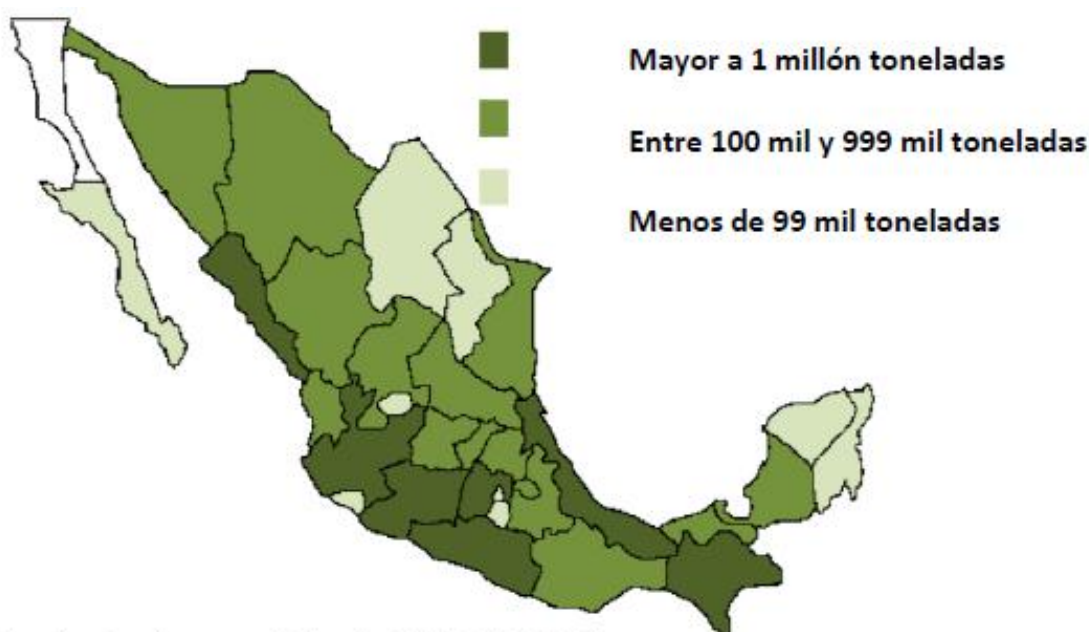 Mayor a 1 millón toneladas
Entre 100 mil y 999 mil toneladas
Menos de 99 mil toneladas